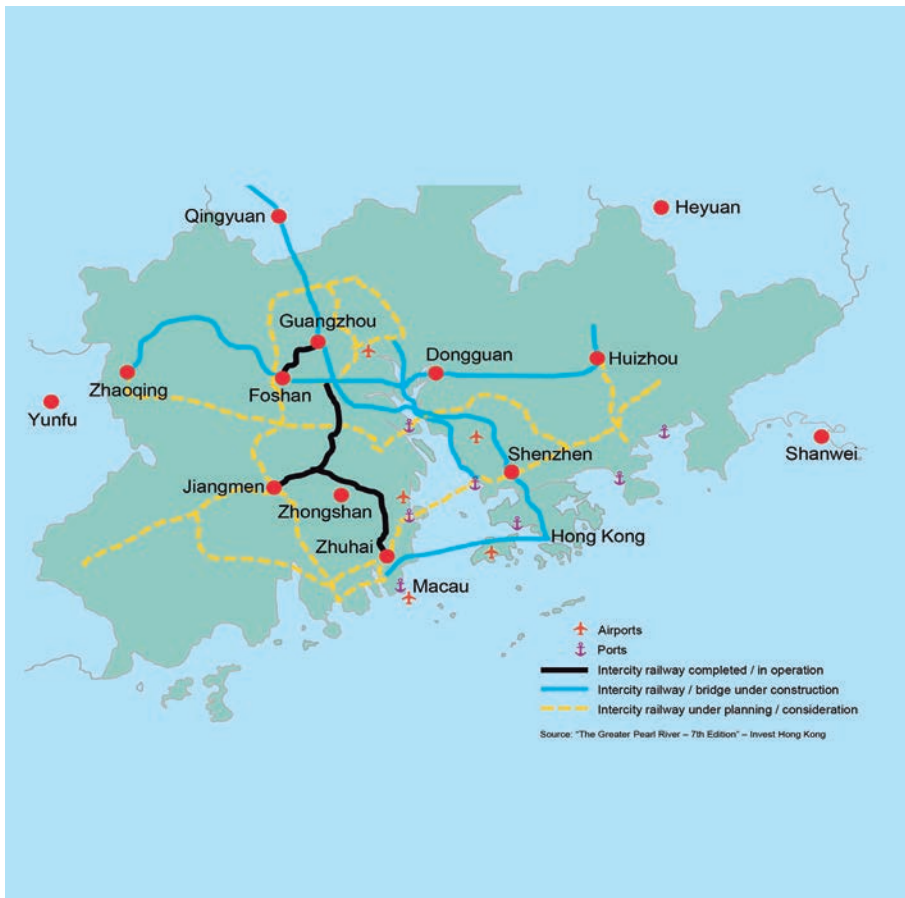 Qingyuan
Heyuan
Guangzhou
Dongguan
Huizhou
Zhaoqing
Foshan
Yunfu
Shenzhen
Shanwei
Jiangmen
Zhongshan
Hong Kong
Zhuhai
Macau
Airports
Ports
Intercity railway completed / in operation
Intercity railway / bridge under construction
Intercity railway under planning / consideration
Source: "The Greater Pearl River – 7th Edition" – Invest Hong Kong